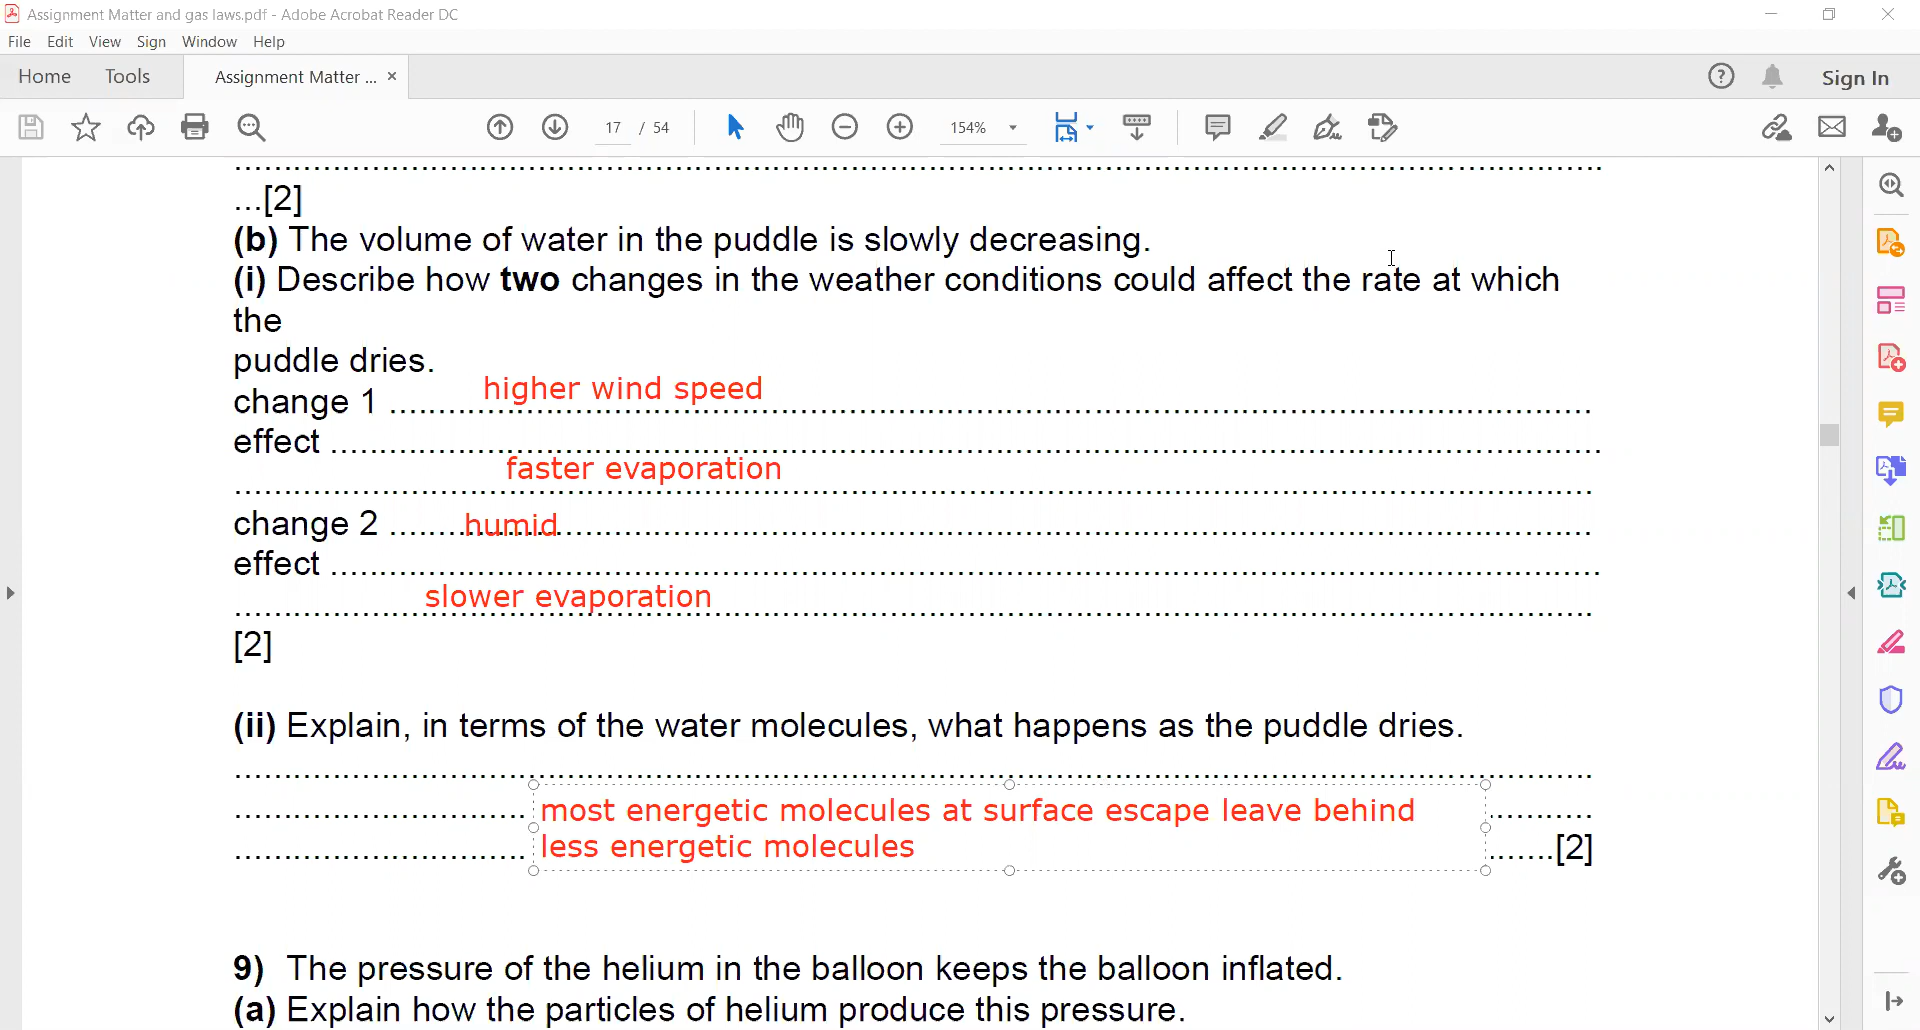 Assignment Matter and gas laws.pdf - Adobe Acrobat Reader DC
File Edit View Sign Window Help
Home Tools Assignment Matter ... × Sign In
17 / 54 154%
...............................................................................................................
...[2]
(b) The volume of water in the puddle is slowly decreasing.
(i) Describe how two changes in the weather conditions could affect the rate at which
the
puddle dries.
higher wind speed
change 1 ...............................................................................................
effect ...................................................................................................
faster evaporation
...............................................................................................................
change 2 .......humid...............................................................................
effect ...................................................................................................
slower evaporation
...............................................................................................................
[2]
(ii) Explain, in terms of the water molecules, what happens as the puddle dries.
...............................................................................................................
........................ most energetic molecules at surface escape leave behind .........
........................ less energetic molecules .......[2]
9) The pressure of the helium in the balloon keeps the balloon inflated.
(a) Explain how the particles of helium produce this pressure.